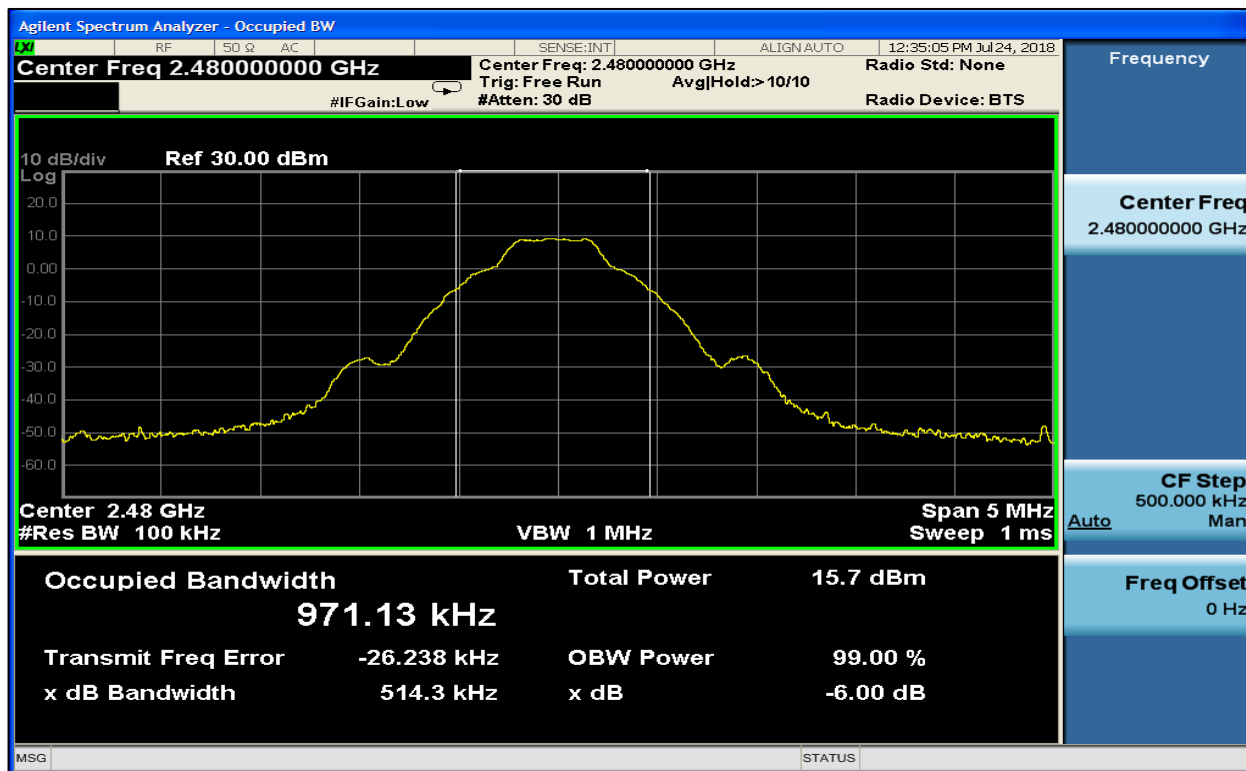 Agilent Spectrum Analyzer - Occupied BW
LXI RF 50 Ω AC SENSE:INT ALIGN AUTO 12:35:05 PM Jul 24, 2018
Center Freq 2.480000000 GHz
Center Freq: 2.480000000 GHz
Radio Std: None
Trig: Free Run Avg|Hold:> 10/10
#IFGain:Low #Atten: 30 dB Radio Device: BTS
10 dB/div Ref 30.00 dBm
Log
20.0
10.0
0.00
-10.0
-20.0
-30.0
-40.0
-50.0
-60.0
Center 2.48 GHz Span 5 MHz
#Res BW 100 kHz VBW 1 MHz Sweep 1 ms
Occupied Bandwidth Total Power 15.7 dBm
971.13 kHz
Transmit Freq Error -26.238 kHz OBW Power 99.00 %
x dB Bandwidth 514.3 kHz x dB -6.00 dB
MSG STATUS
Frequency
Center Freq
2.480000000 GHz
CF Step
500.000 kHz
Auto Man
Freq Offset
0 Hz